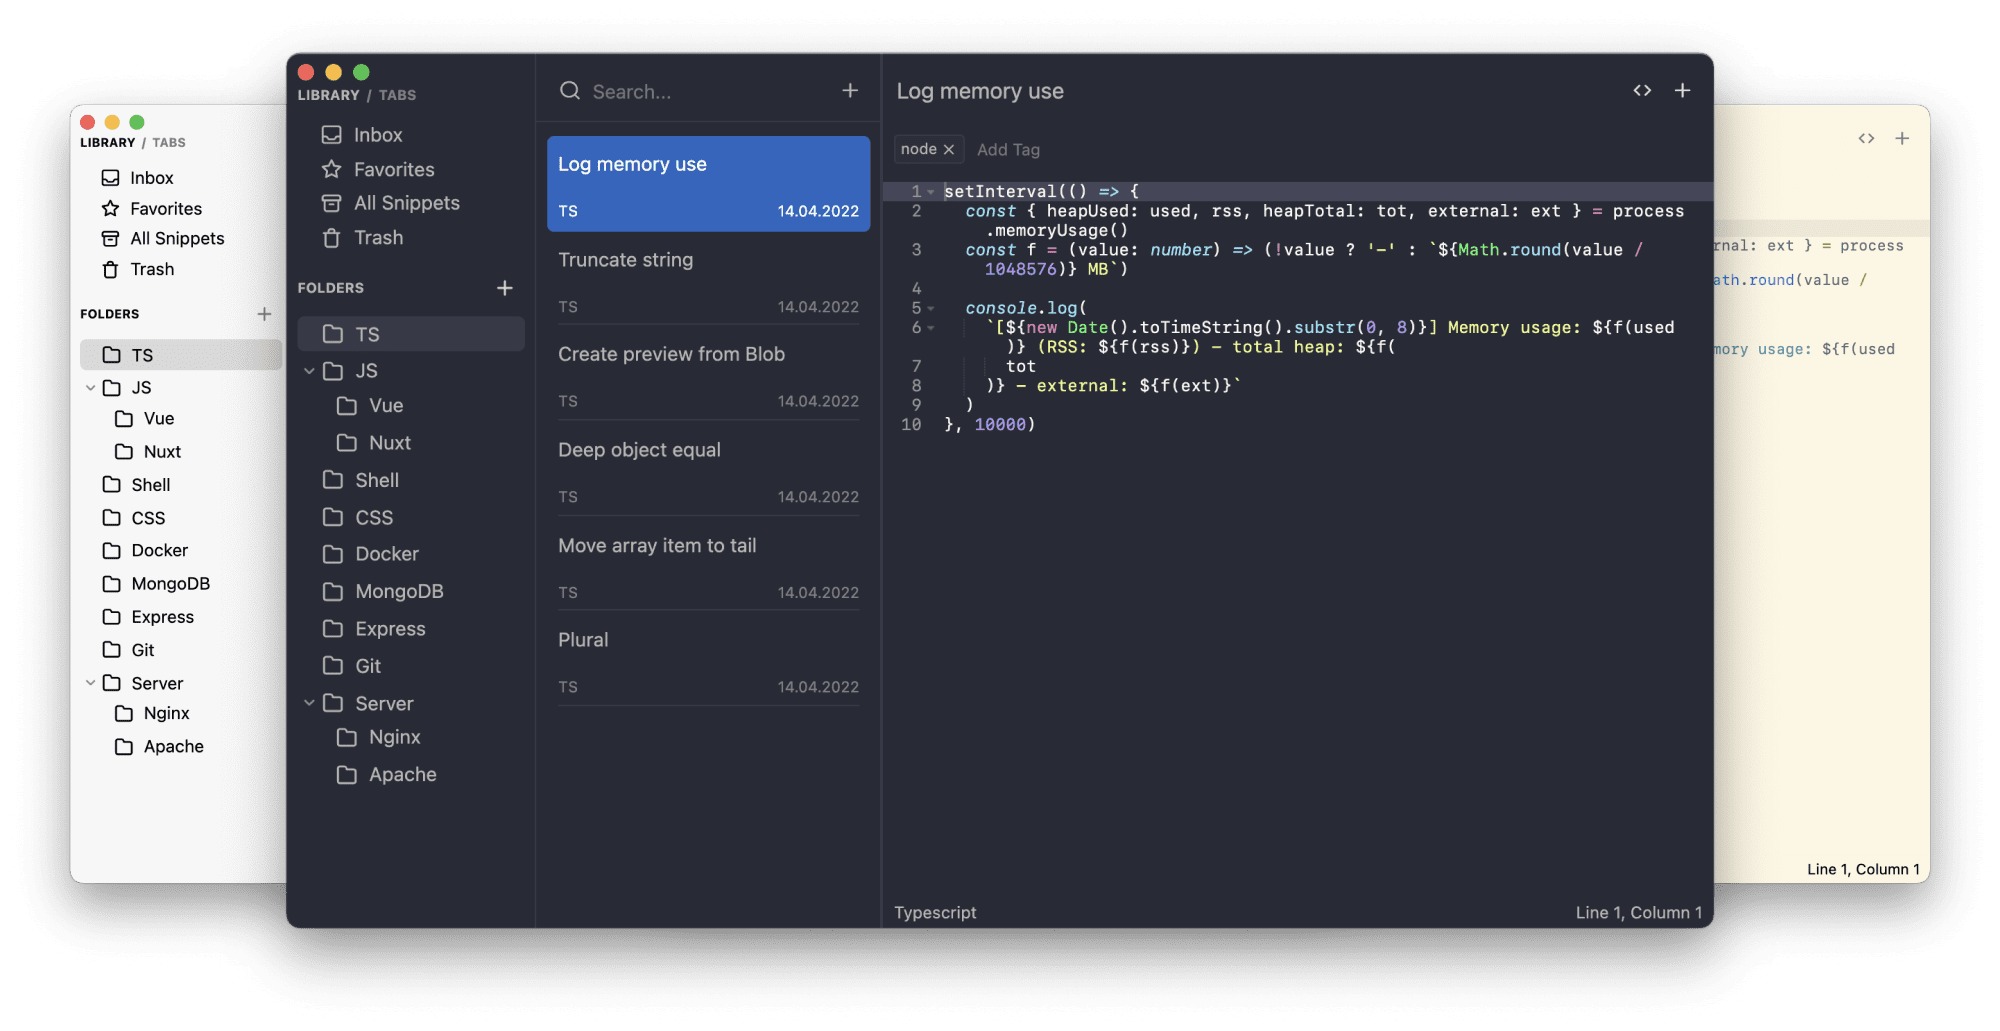 LIBRARY / TABS
Inbox
Favorites
All Snippets
Trash
FOLDERS
TS
JS
Vue
Nuxt
Shell
CSS
Docker
MongoDB
Express
Git
Server
Nginx
Apache
LIBRARY / TABS
Inbox
Favorites
All Snippets
Trash
FOLDERS
TS
JS
Vue
Nuxt
Shell
CSS
Docker
MongoDB
Express
Git
Server
Nginx
Apache
Search...
Log memory use
TS 14.04.2022
Truncate string
TS 14.04.2022
Create preview from Blob
TS 14.04.2022
Deep object equal
TS 14.04.2022
Move array item to tail
TS 14.04.2022
Plural
TS 14.04.2022
Log memory use
node
Add Tag
1 setInterval(() => {
2 const { heapUsed: used, rss, heapTotal: tot, external: ext } = process
.memoryUsage()
3 const f = (value: number) => (!value ? '-' : `${Math.round(value /
1048576)} MB`)
4
5 console.log(
6 `[${new Date().toTimeString().substr(0, 8)}] Memory usage: ${f(used
)} (RSS: ${f(rss)}) - total heap: ${f(
7 tot
8 )} - external: ${f(ext)}`
9 )
10 }, 10000)
Typescript
Line 1, Column 1
rnal: ext } = process
ath.round(value /
mory usage: ${f(used
Line 1, Column 1